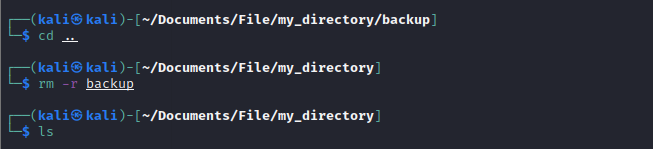 ┌──(kali㉿kali)-[~/Documents/File/my_directory/backup]
└─$ cd ..
┌──(kali㉿kali)-[~/Documents/File/my_directory]
└─$ rm -r backup
┌──(kali㉿kali)-[~/Documents/File/my_directory]
└─$ ls